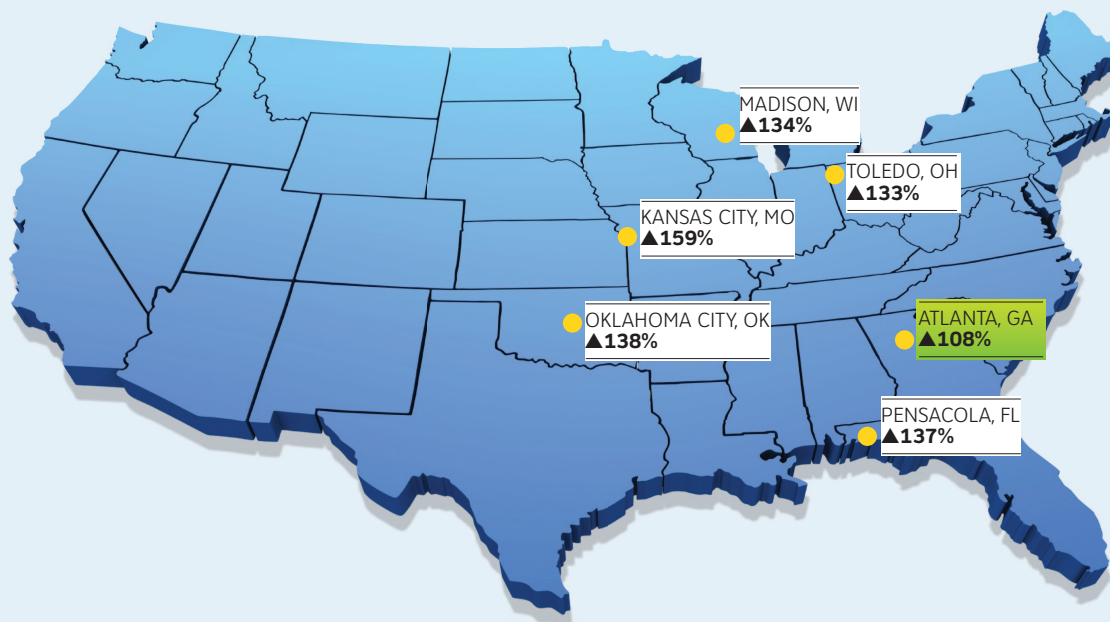 MADISON, WI
▲134%
TOLEDO, OH
▲133%
KANSAS CITY, MO
▲159%
OKLAHOMA CITY, OK
▲138%
ATLANTA, GA
▲108%
PENSACOLA, FL
▲137%